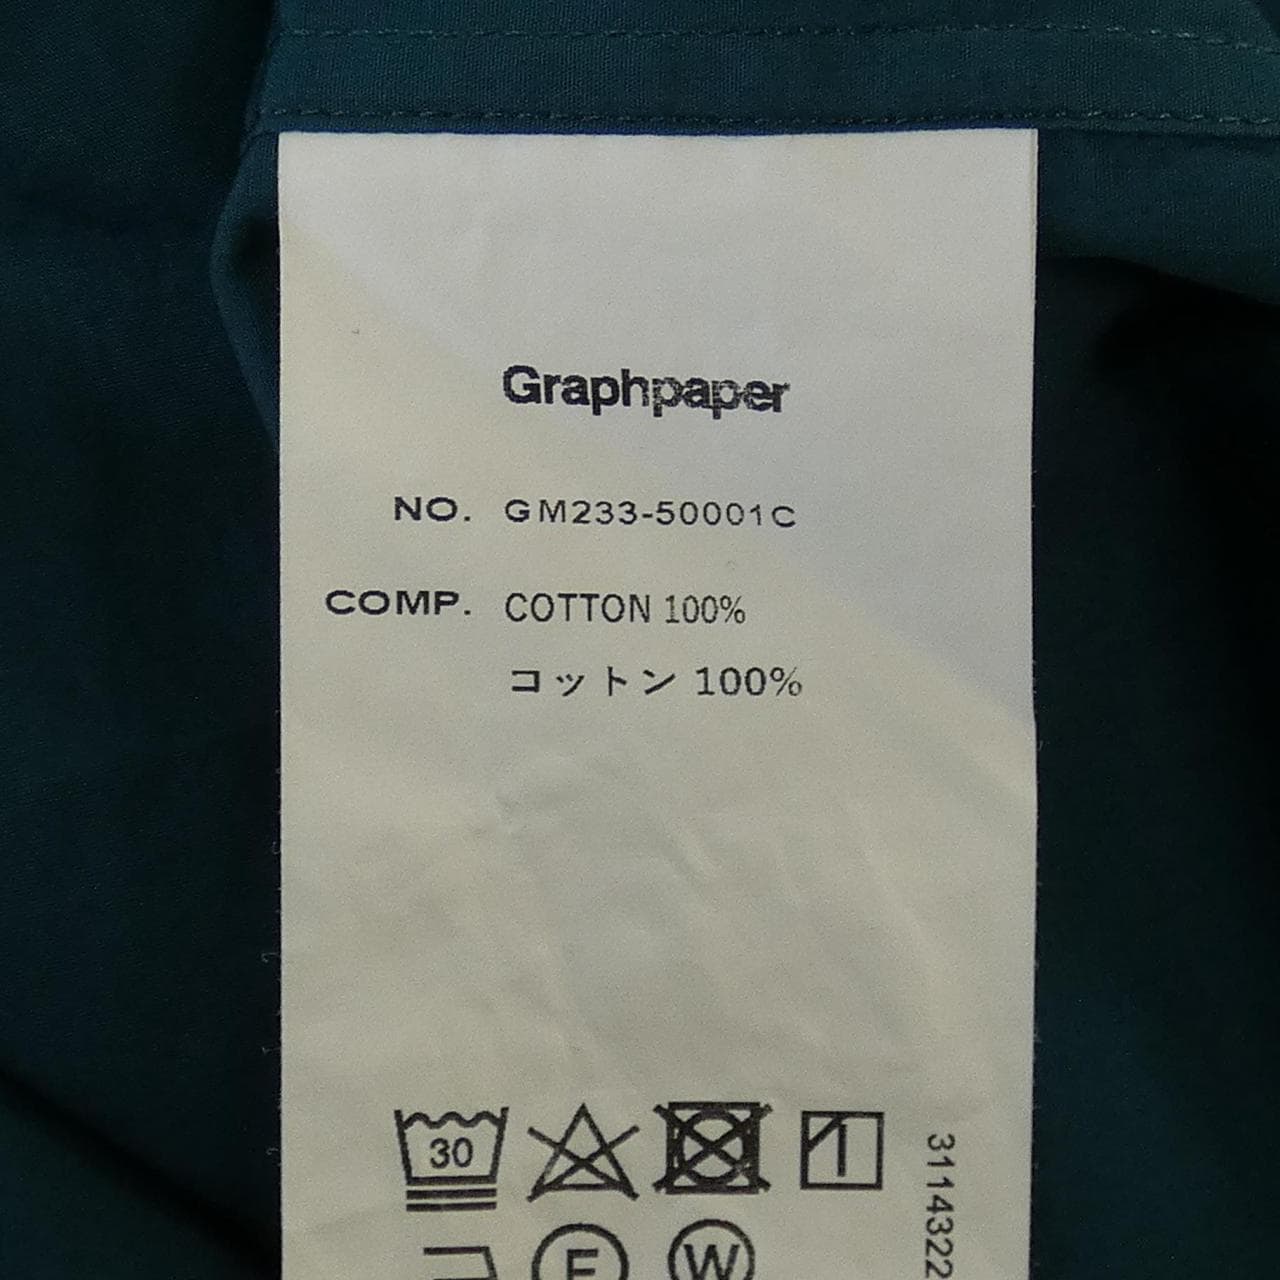 Graphpaper
NO. GM233-50001C
COMP. COTTON 100%
コットン 100%
30
3114322
F W